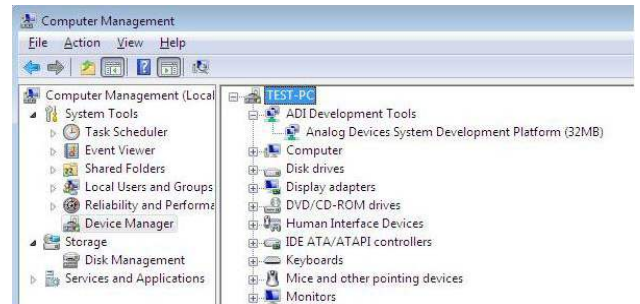 Computer Management
File Action View Help
Computer Management (Local
System Tools
Task Scheduler
Event Viewer
Shared Folders
Local Users and Groups
Reliability and Performa
Device Manager
Storage
Disk Management
Services and Applications
TEST-PC
ADI Development Tools
Analog Devices System Development Platform (32MB)
Computer
Disk drives
Display adapters
DVD/CD-ROM drives
Human Interface Devices
IDE ATA/ATAPI controllers
Keyboards
Mice and other pointing devices
Monitors